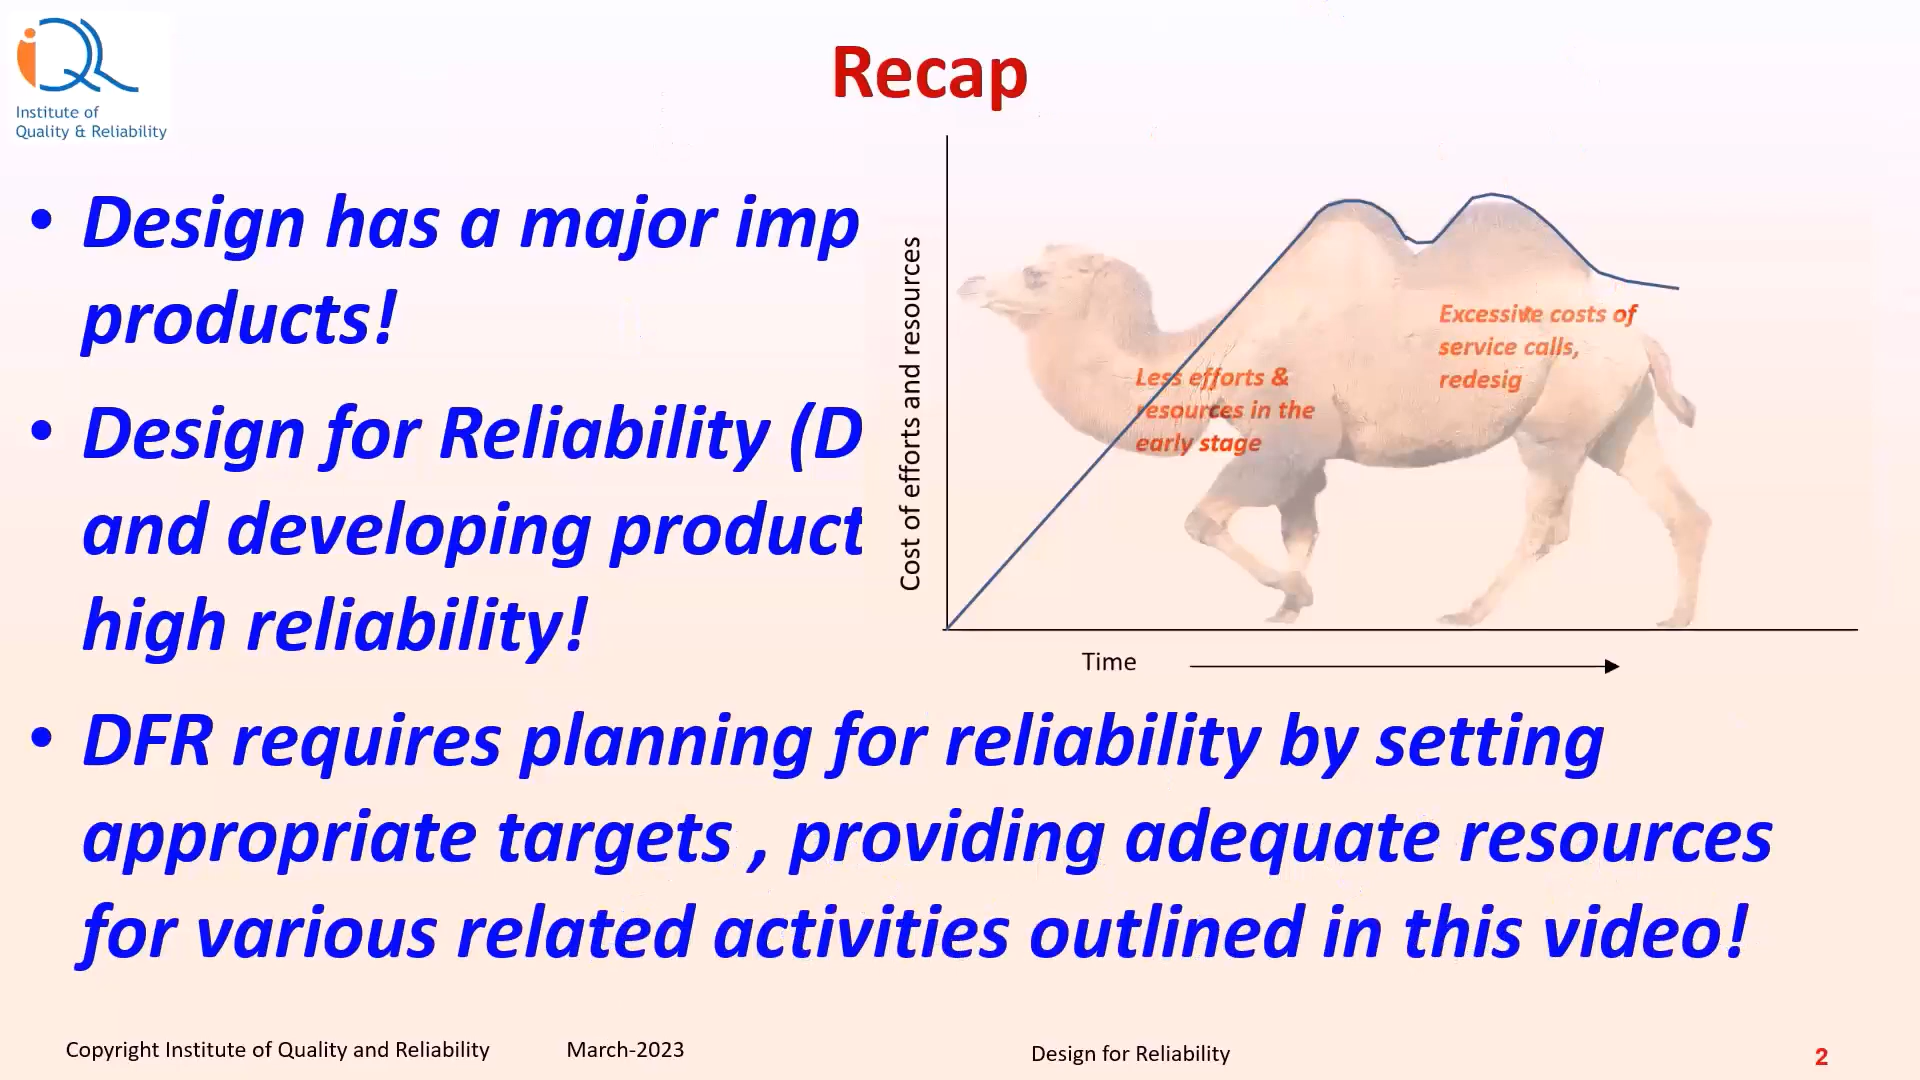 iQR
Institute of
Quality & Reliability
Recap
• Design has a major imp
products!
• Design for Reliability (D
and developing product
high reliability!
Cost of efforts and resources
Less efforts &
resources in the
early stage
Excessive costs of
service calls,
redesig
Time
• DFR requires planning for reliability by setting
appropriate targets , providing adequate resources
for various related activities outlined in this video!
Copyright Institute of Quality and Reliability March-2023 Design for Reliability 2